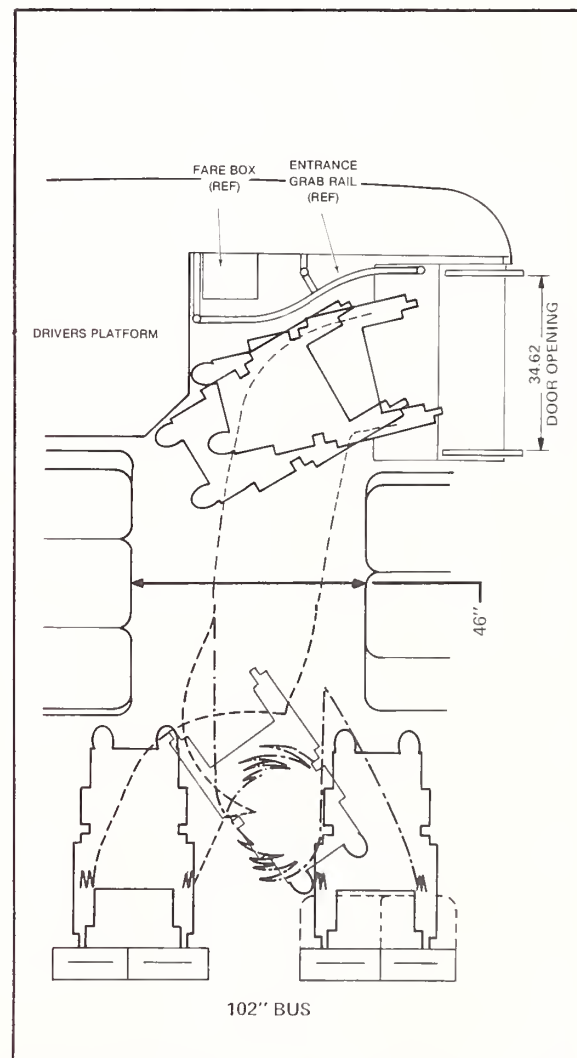 FARE BOX
(REF)
ENTRANCE
GRAB RAIL
(REF)
DRIVERS PLATFORM
34.62
DOOR OPENING
46"
102" BUS